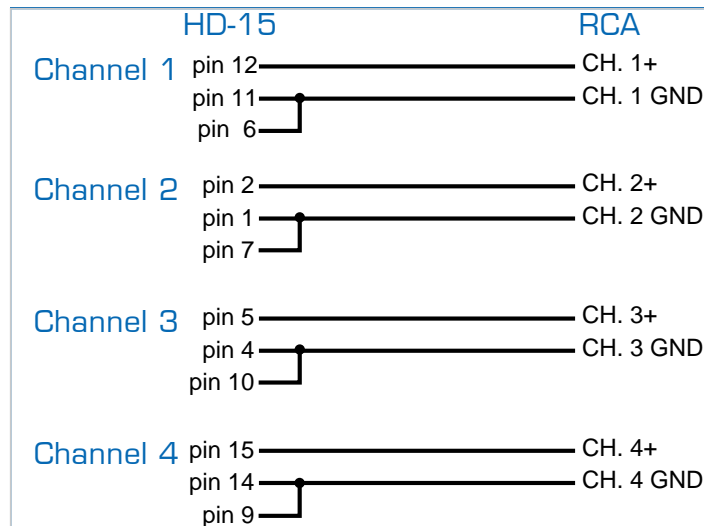 HD-15 RCA
Channel 1 pin 12 CH. 1+
pin 11 CH. 1 GND
pin 6
Channel 2 pin 2 CH. 2+
pin 1 CH. 2 GND
pin 7
Channel 3 pin 5 CH. 3+
pin 4 CH. 3 GND
pin 10
Channel 4 pin 15 CH. 4+
pin 14 CH. 4 GND
pin 9